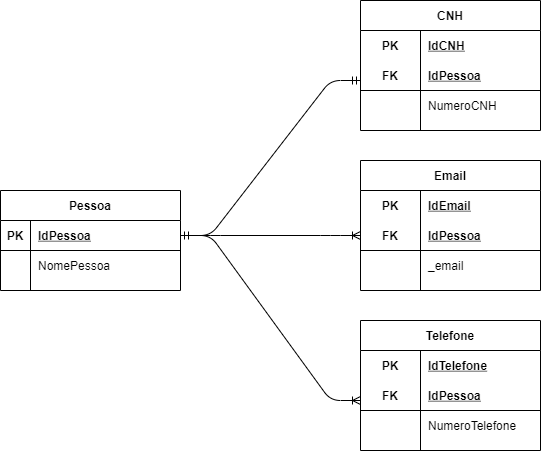 CNH
PK IdCNH
FK IdPessoa
NumeroCNH
Email
PK IdEmail
FK IdPessoa
_email
Pessoa
PK IdPessoa
NomePessoa
Telefone
PK IdTelefone
FK IdPessoa
NumeroTelefone